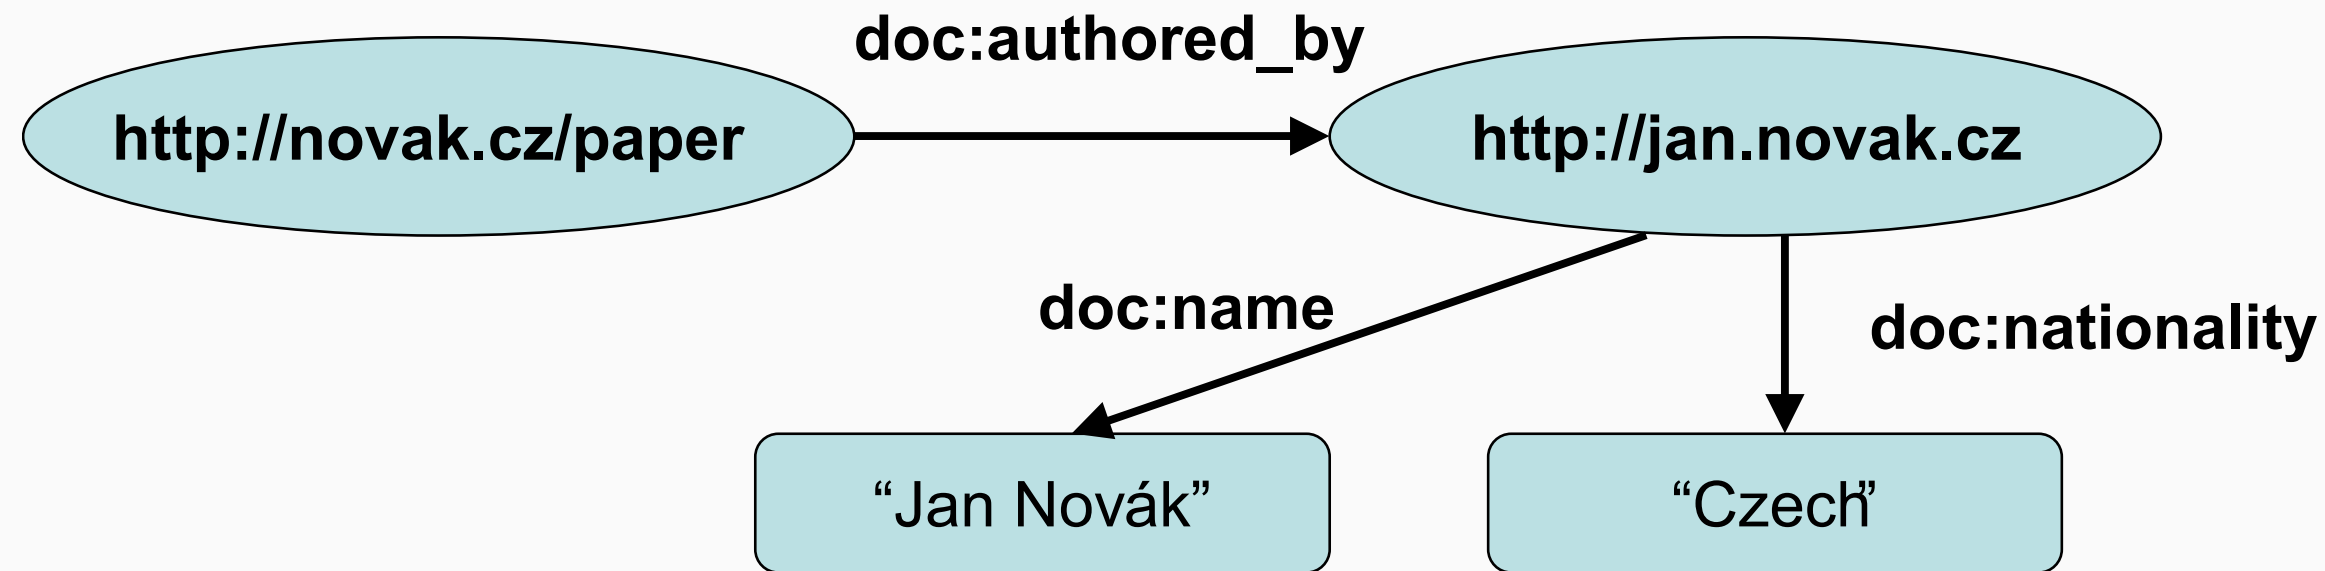 doc:authored_by
http://novak.cz/paper
http://jan.novak.cz
doc:name
doc:nationality
“Jan Novák”
“Czech”